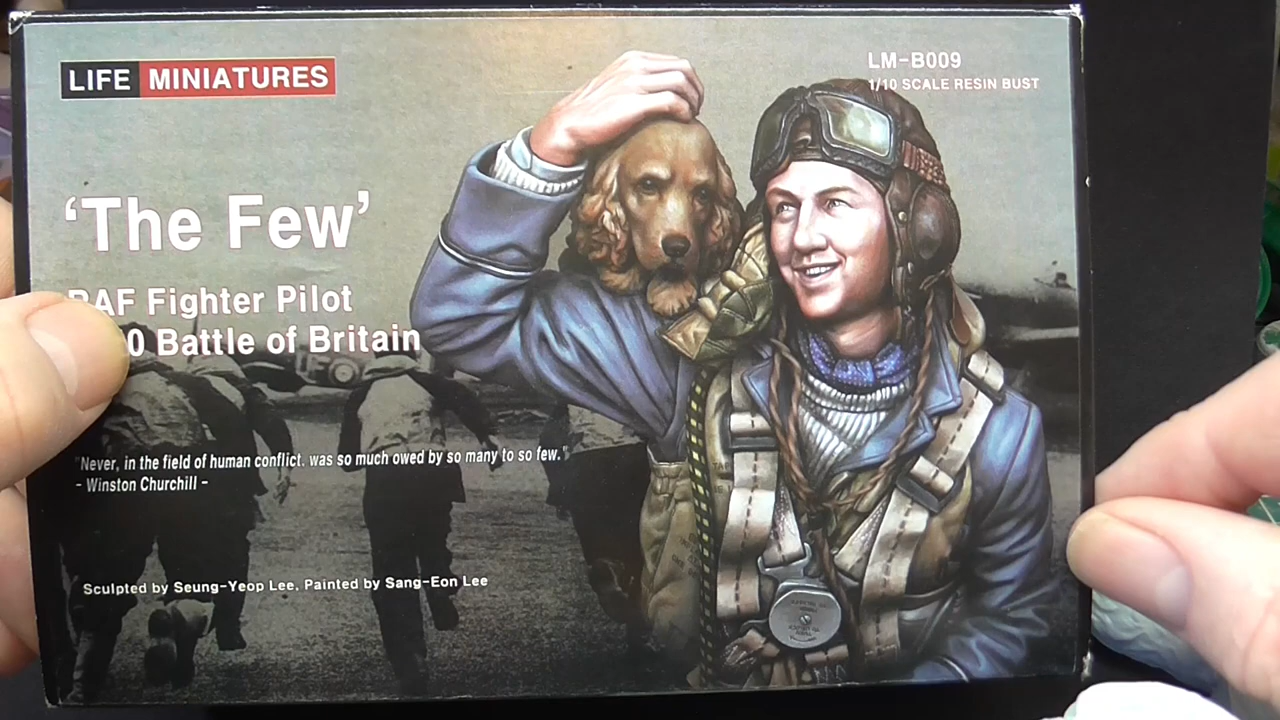 LIFE MINIATURES
LM-B009
1/10 SCALE RESIN BUST
'The Few'
RAF Fighter Pilot
0 Battle of Britain
"Never, in the field of human conflict. was so much owed by so many to so few."
- Winston Churchill -
Sculpted by Seung-Yeop Lee, Painted by Sang-Eon Lee